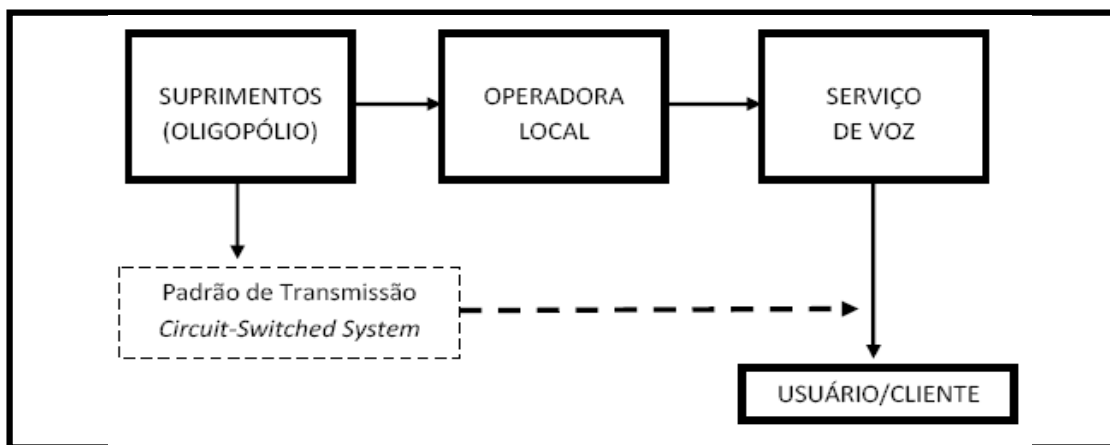 SUPRIMENTOS
(OLIGOPÓLIO)
OPERADORA
LOCAL
SERVIÇO
DE VOZ
Padrão de Transmissão
Circuit-Switched System
USUÁRIO/CLIENTE